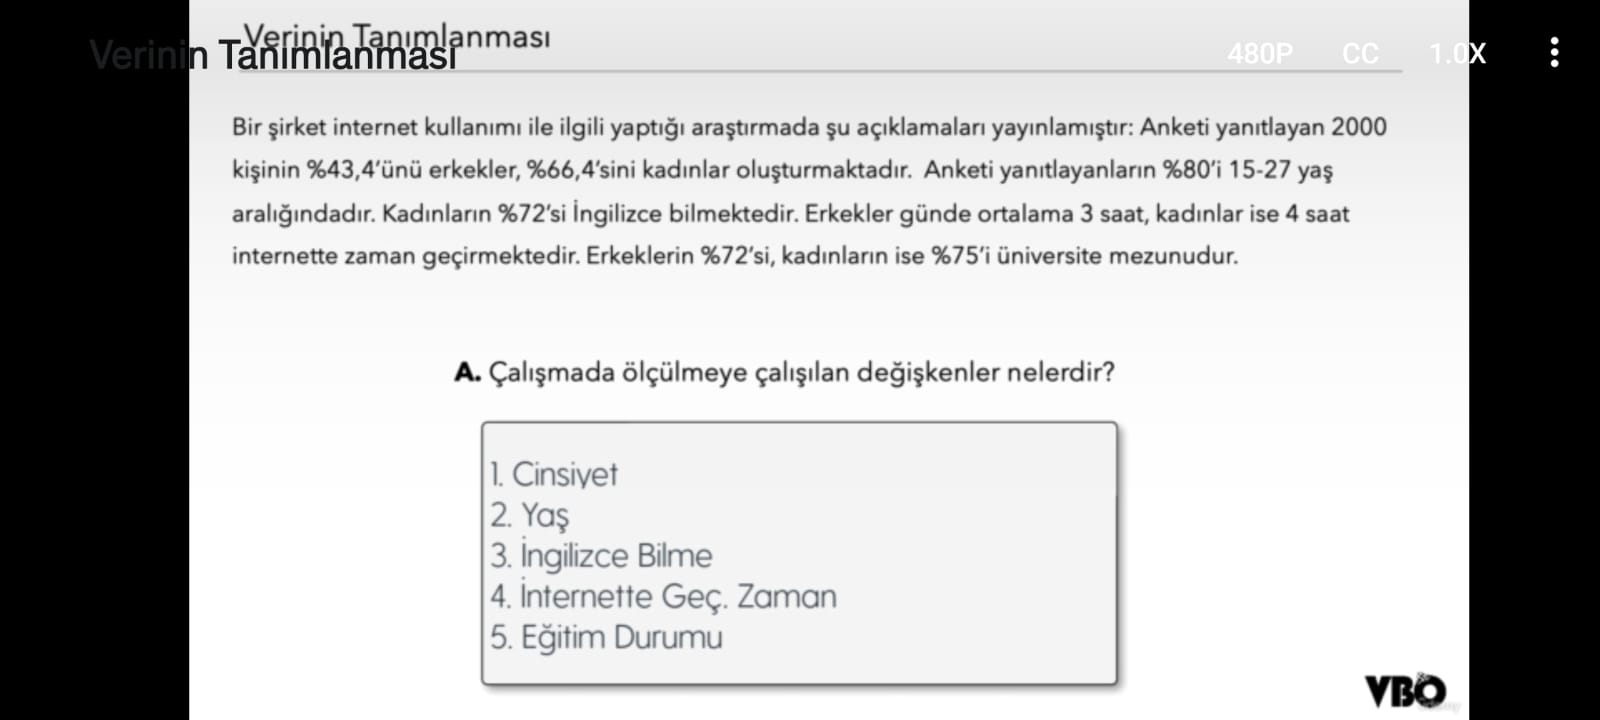 Verinin Tanımlanması
Verinin Tanımlanması
480P CC 1.0X
Bir şirket internet kullanımı ile ilgili yaptığı araştırmada şu açıklamaları yayınlamıştır: Anketi yanıtlayan 2000
kişinin %43,4'ünü erkekler, %66,4'sini kadınlar oluşturmaktadır. Anketi yanıtlayanların %80'i 15-27 yaş
aralığındadır. Kadınların %72'si İngilizce bilmektedir. Erkekler günde ortalama 3 saat, kadınlar ise 4 saat
internette zaman geçirmektedir. Erkeklerin %72'si, kadınların ise %75'i üniversite mezunudur.
A. Çalışmada ölçülmeye çalışılan değişkenler nelerdir?
1. Cinsiyet
2. Yaş
3. İngilizce Bilme
4. İnternette Geç. Zaman
5. Eğitim Durumu
VBO